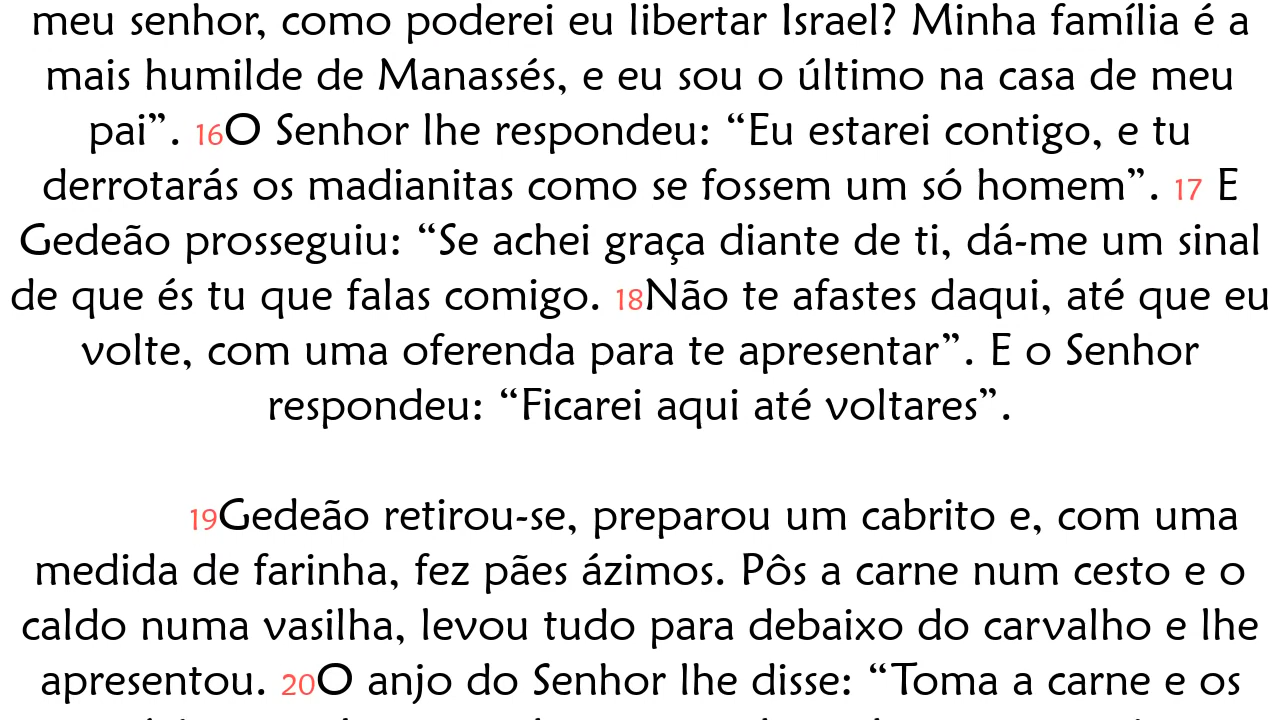 meu senhor, como poderei eu libertar Israel? Minha família é a
mais humilde de Manassés, e eu sou o último na casa de meu
pai”. 16O Senhor lhe respondeu: “Eu estarei contigo, e tu
derrotarás os madianitas como se fossem um só homem”. 17 E
Gedeão prosseguiu: “Se achei graça diante de ti, dá-me um sinal
de que és tu que falas comigo. 18Não te afastes daqui, até que eu
volte, com uma oferenda para te apresentar”. E o Senhor
respondeu: “Ficarei aqui até voltares”.
19Gedeão retirou-se, preparou um cabrito e, com uma
medida de farinha, fez pães ázimos. Pôs a carne num cesto e o
caldo numa vasilha, levou tudo para debaixo do carvalho e lhe
apresentou. 20O anjo do Senhor lhe disse: “Toma a carne e os